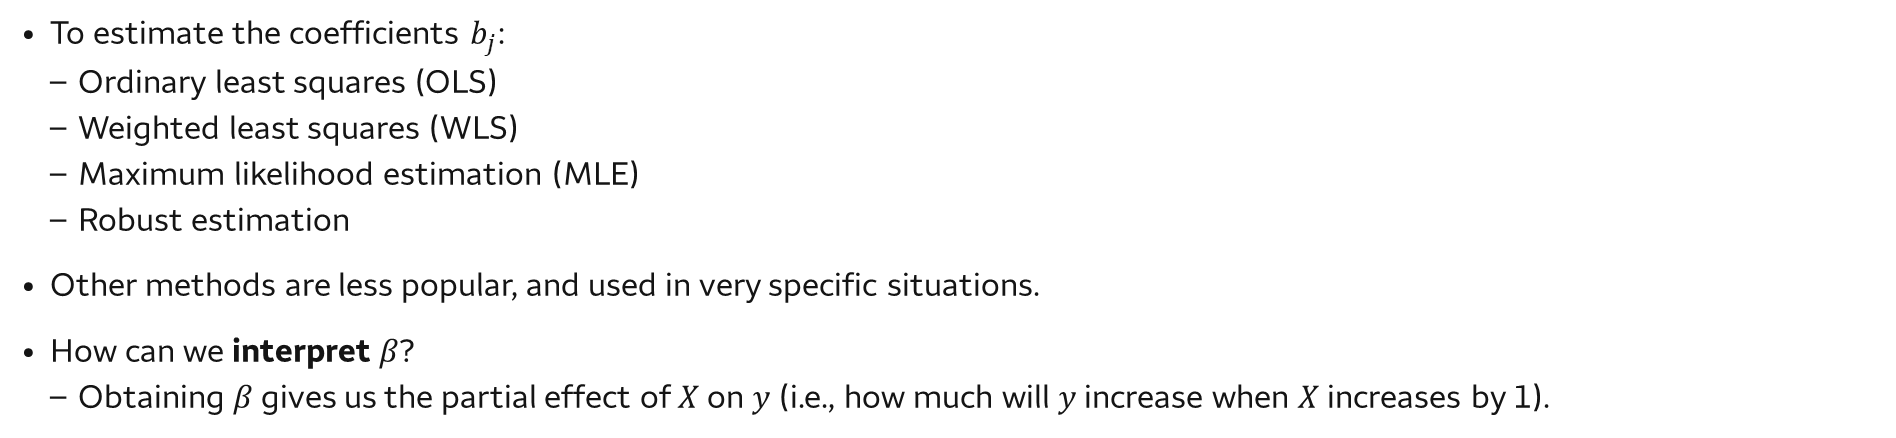 • To estimate the coefficients b_j:
– Ordinary least squares (OLS)
– Weighted least squares (WLS)
– Maximum likelihood estimation (MLE)
– Robust estimation
• Other methods are less popular, and used in very specific situations.
• How can we interpret β?
– Obtaining β gives us the partial effect of X on y (i.e., how much will y increase when X increases by 1).